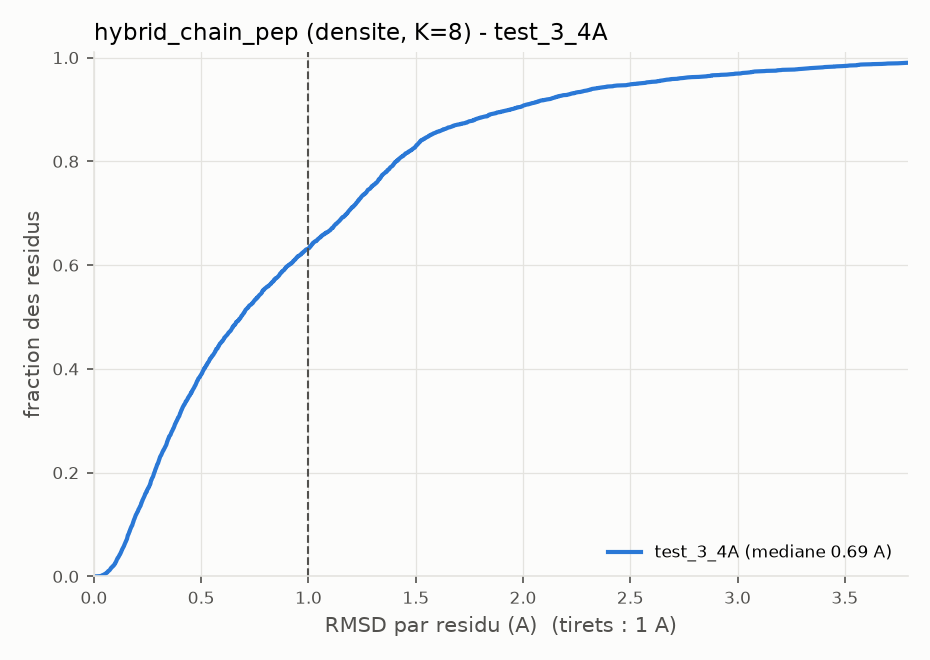 hybrid_chain_pep (densite, K=8) - test_3_4A
1.0
0.8
0.6
0.4
0.2
0.0
fraction des residus
test_3_4A (mediane 0.69 A)
0.0 0.5 1.0 1.5 2.0 2.5 3.0 3.5
RMSD par residu (A)  (tirets : 1 A)